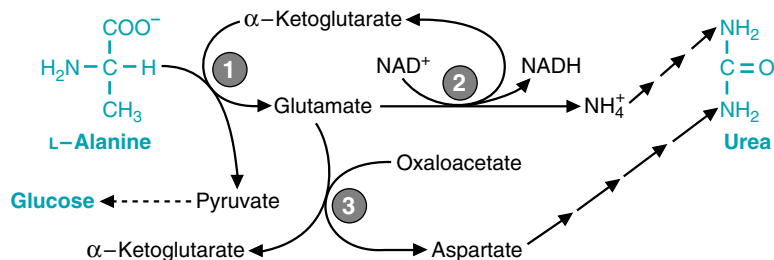 COO⁻
α–Ketoglutarate
NH₂
H₂N–C–H
1
NAD⁺
2
NADH
C=O
CH₃
Glutamate
NH₄⁺
NH₂
L–Alanine
Urea
Oxaloacetate
Glucose
Pyruvate
3
α–Ketoglutarate
Aspartate